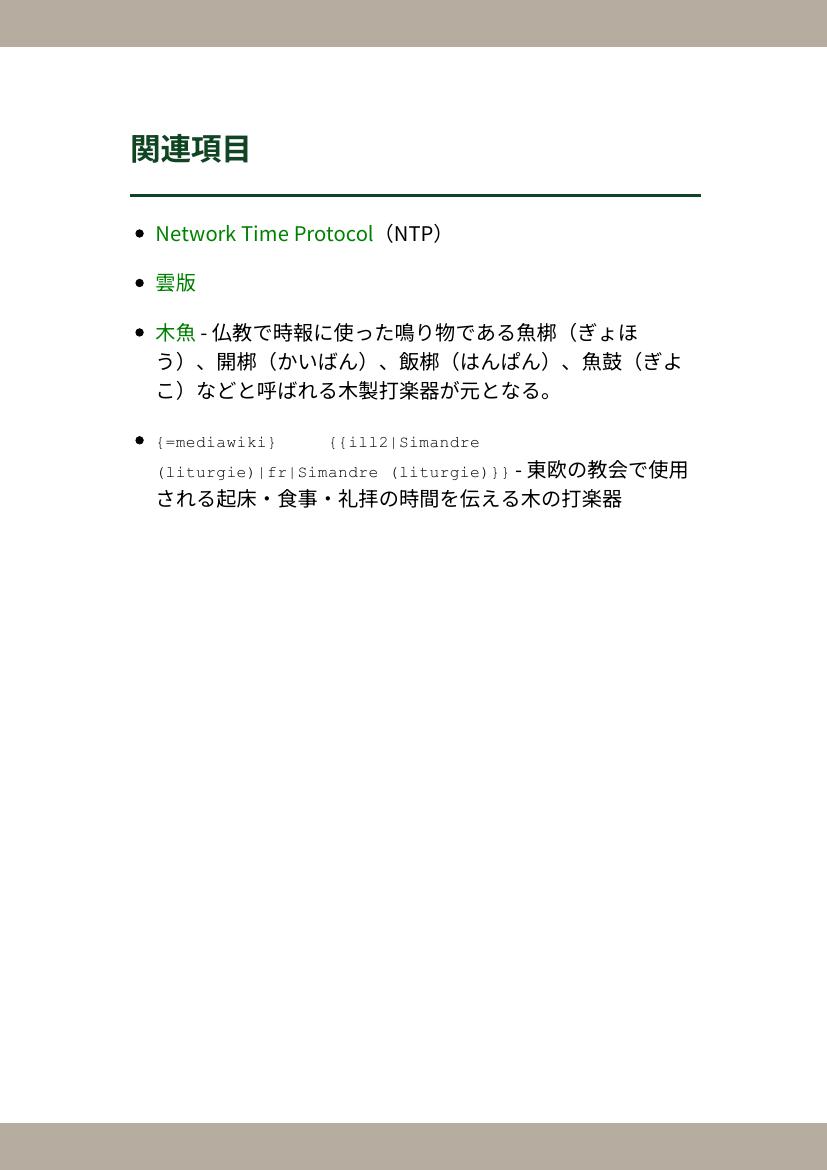 関連項目
• Network Time Protocol（NTP）
• 雲版
• 木魚 - 仏教で時報に使った鳴り物である魚梆（ぎょほ
う）、開梆（かいばん）、飯梆（はんぱん）、魚鼓（ぎよ
こ）などと呼ばれる木製打楽器が元となる。
• {=mediawiki} {{ill2|Simandre
(liturgie)|fr|Simandre (liturgie)}} - 東欧の教会で使用
される起床・食事・礼拝の時間を伝える木の打楽器